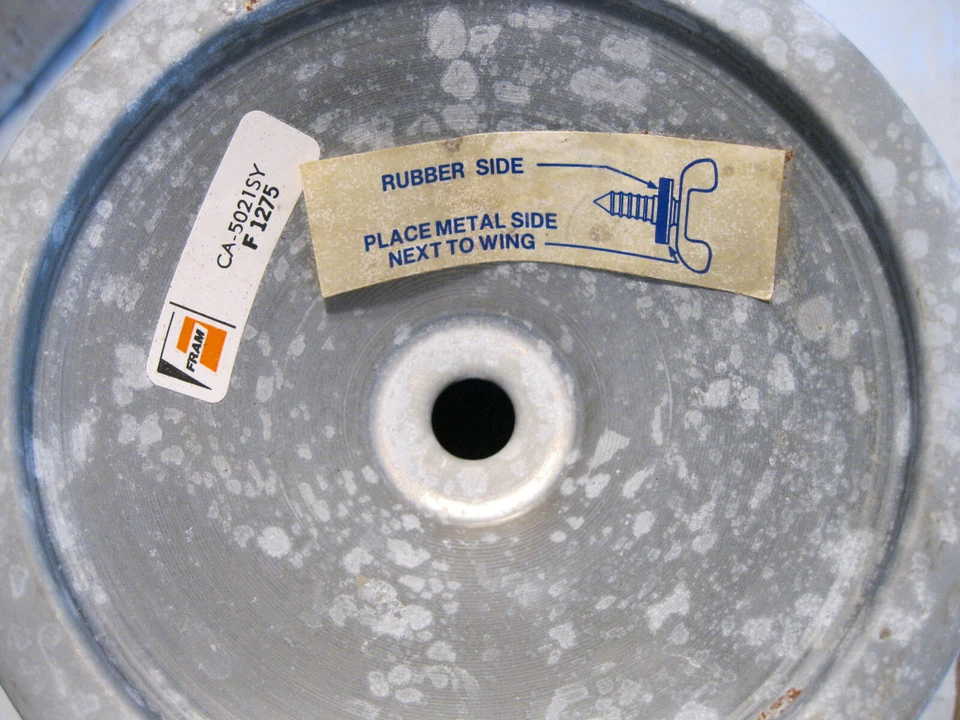 CA-5021SY
F 1275
FRAM
RUBBER SIDE
PLACE METAL SIDE
NEXT TO WING